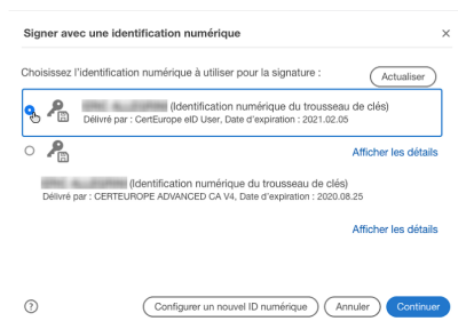 Signer avec une identification numérique
Choisissez l'identification numérique à utiliser pour la signature :
Actualiser
(Identification numérique du trousseau de clés)
Délivré par : CertEurope eID User, Date d'expiration : 2021.02.05
Afficher les détails
(Identification numérique du trousseau de clés)
Délivré par : CERTEUROPE ADVANCED CA V4, Date d'expiration : 2020.08.25
Afficher les détails
Configurer un nouvel ID numérique
Annuler
Continuer